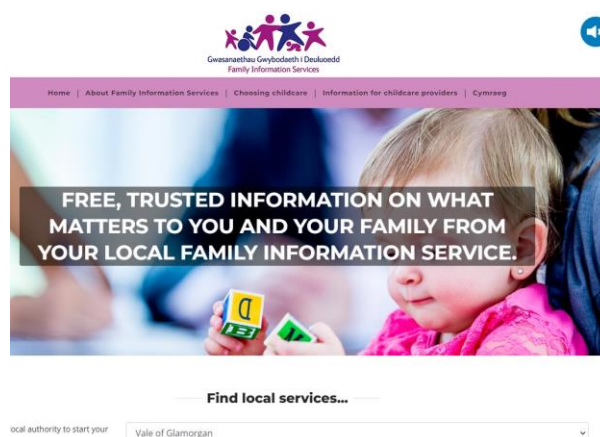 Gwasanaethau Gwybodaeth i Deuluoedd
Family Information Services
Home | About Family Information Services | Choosing childcare | Information for childcare providers | Cymraeg
FREE, TRUSTED INFORMATION ON WHAT
MATTERS TO YOU AND YOUR FAMILY FROM
YOUR LOCAL FAMILY INFORMATION SERVICE.
D
B
Find local services...
ocal authority to start your
Vale of Glamorgan